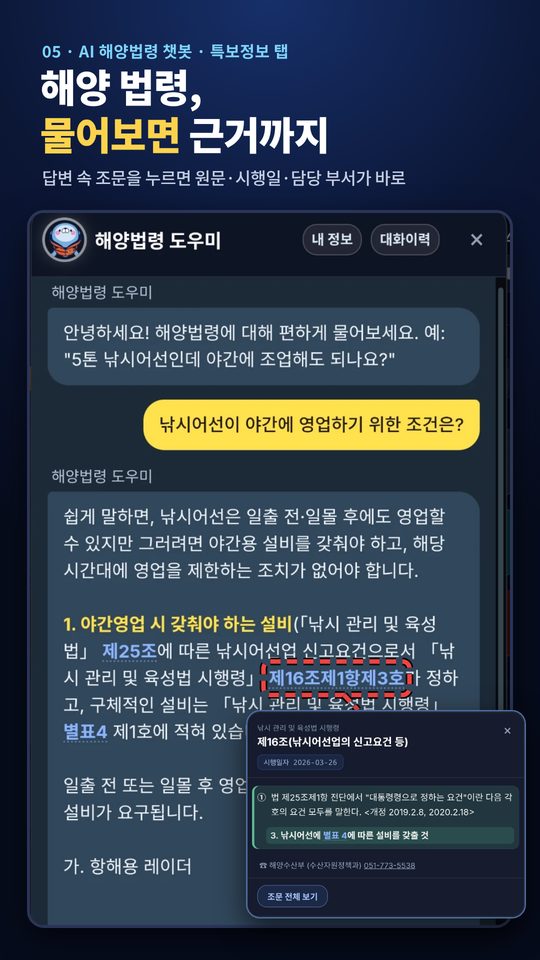 05 · AI 해양법령 챗봇 · 특보정보 탭
해양 법령,
물어보면 근거까지
답변 속 조문을 누르면 원문·시행일·담당 부서가 바로
해양법령 도우미
내 정보
대화이력
×
해양법령 도우미
안녕하세요! 해양법령에 대해 편하게 물어보세요. 예:
"5톤 낚시어선인데 야간에 조업해도 되나요?"
낚시어선이 야간에 영업하기 위한 조건은?
해양법령 도우미
쉽게 말하면, 낚시어선은 일출 전·일몰 후에도 영업할
수 있지만 그러려면 야간용 설비를 갖춰야 하고, 해당
시간대에 영업을 제한하는 조치가 없어야 합니다.
1. 야간영업 시 갖춰야 하는 설비(「낚시 관리 및 육성
법」 제25조에 따른 낚시어선업 신고요건으로서 「낚
시 관리 및 육성법 시행령」 제16조제1항제3호가 정하
고, 구체적인 설비는 「낚시 관리 및 육성법 시행령」
별표4 제1호에 적혀 있습
일출 전 또는 일몰 후 영업
설비가 요구됩니다.
가. 항해용 레이더
낚시 관리 및 육성법 시행령
×
제16조(낚시어선업의 신고요건 등)
시행일자 2026-03-26
① 법 제25조제1항 전단에서 "대통령령으로 정하는 요건"이란 다음 각
호의 요건 모두를 말한다. <개정 2019.2.8, 2020.2.18>
3. 낚시어선에 별표 4에 따른 설비를 갖출 것
☎ 해양수산부 (수산자원정책과) 051-773-5538
조문 전체 보기